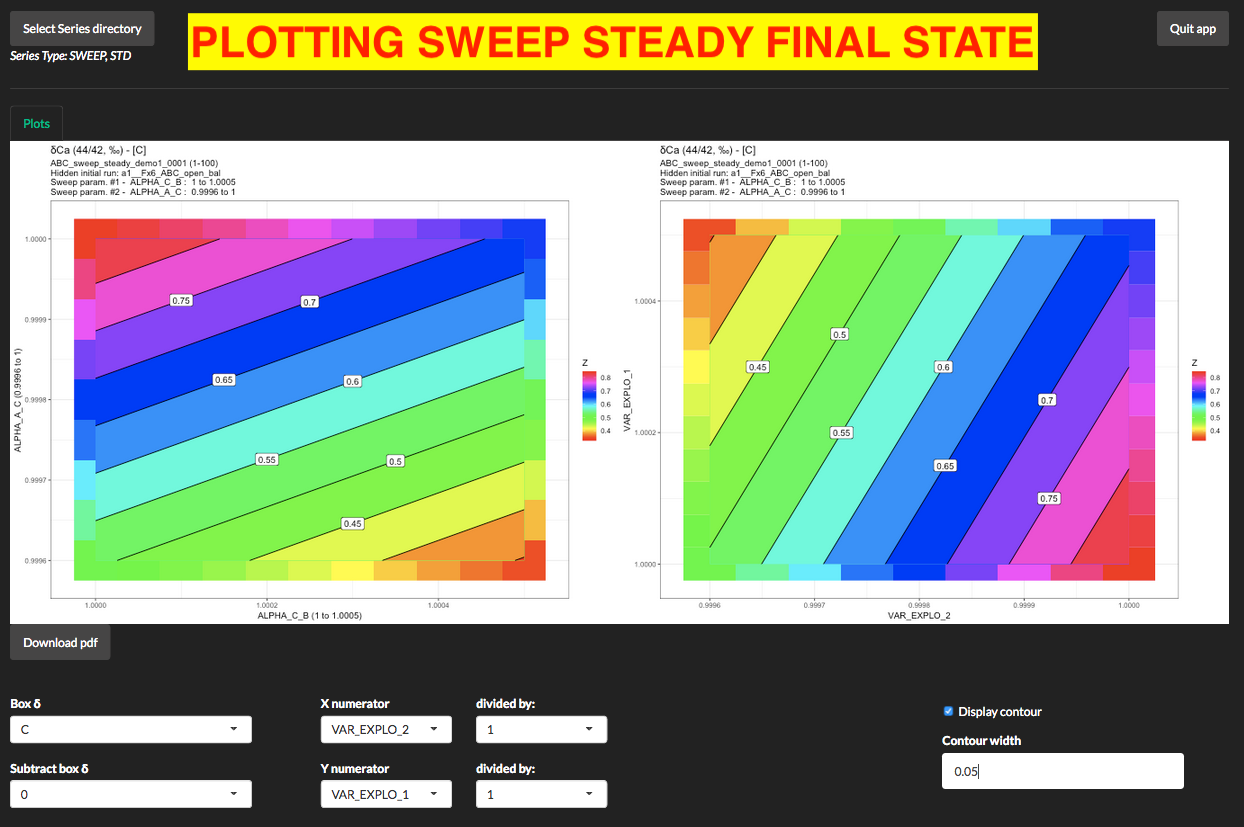 Select Series directory
PLOTTING SWEEP STEADY FINAL STATE
Quit app
Series Type: SWEEP, STD
Plots
δCa (44/42, ‰) - [C]
ABC_sweep_steady_demo1_0001 (1-100)
Hidden initial run: a1__Fx6_ABC_open_bal
Sweep param. #1 - ALPHA_C_B : 1 to 1.0005
Sweep param. #2 - ALPHA_A_C : 0.9996 to 1
ALPHA_A_C (0.9996 to 1)
1.0000
0.9999
0.9998
0.9997
0.9996
0.75
0.7
0.65
0.6
0.55
0.5
0.45
1.0000
1.0002
1.0004
ALPHA_C_B (1 to 1.0005)
Z
0.8
0.7
0.6
0.5
0.4
δCa (44/42, ‰) - [C]
ABC_sweep_steady_demo1_0001 (1-100)
Hidden initial run: a1__Fx6_ABC_open_bal
Sweep param. #1 - ALPHA_C_B : 1 to 1.0005
Sweep param. #2 - ALPHA_A_C : 0.9996 to 1
VAR_EXPLO_1
1.0004
1.0002
1.0000
0.5
0.45
0.6
0.7
0.55
0.65
0.75
0.9996
0.9997
0.9998
0.9999
1.0000
VAR_EXPLO_2
Z
0.8
0.7
0.6
0.5
0.4
Download pdf
Box δ
C
Subtract box δ
0
X numerator
VAR_EXPLO_2
divided by:
1
Y numerator
VAR_EXPLO_1
divided by:
1
Display contour
Contour width
0.05